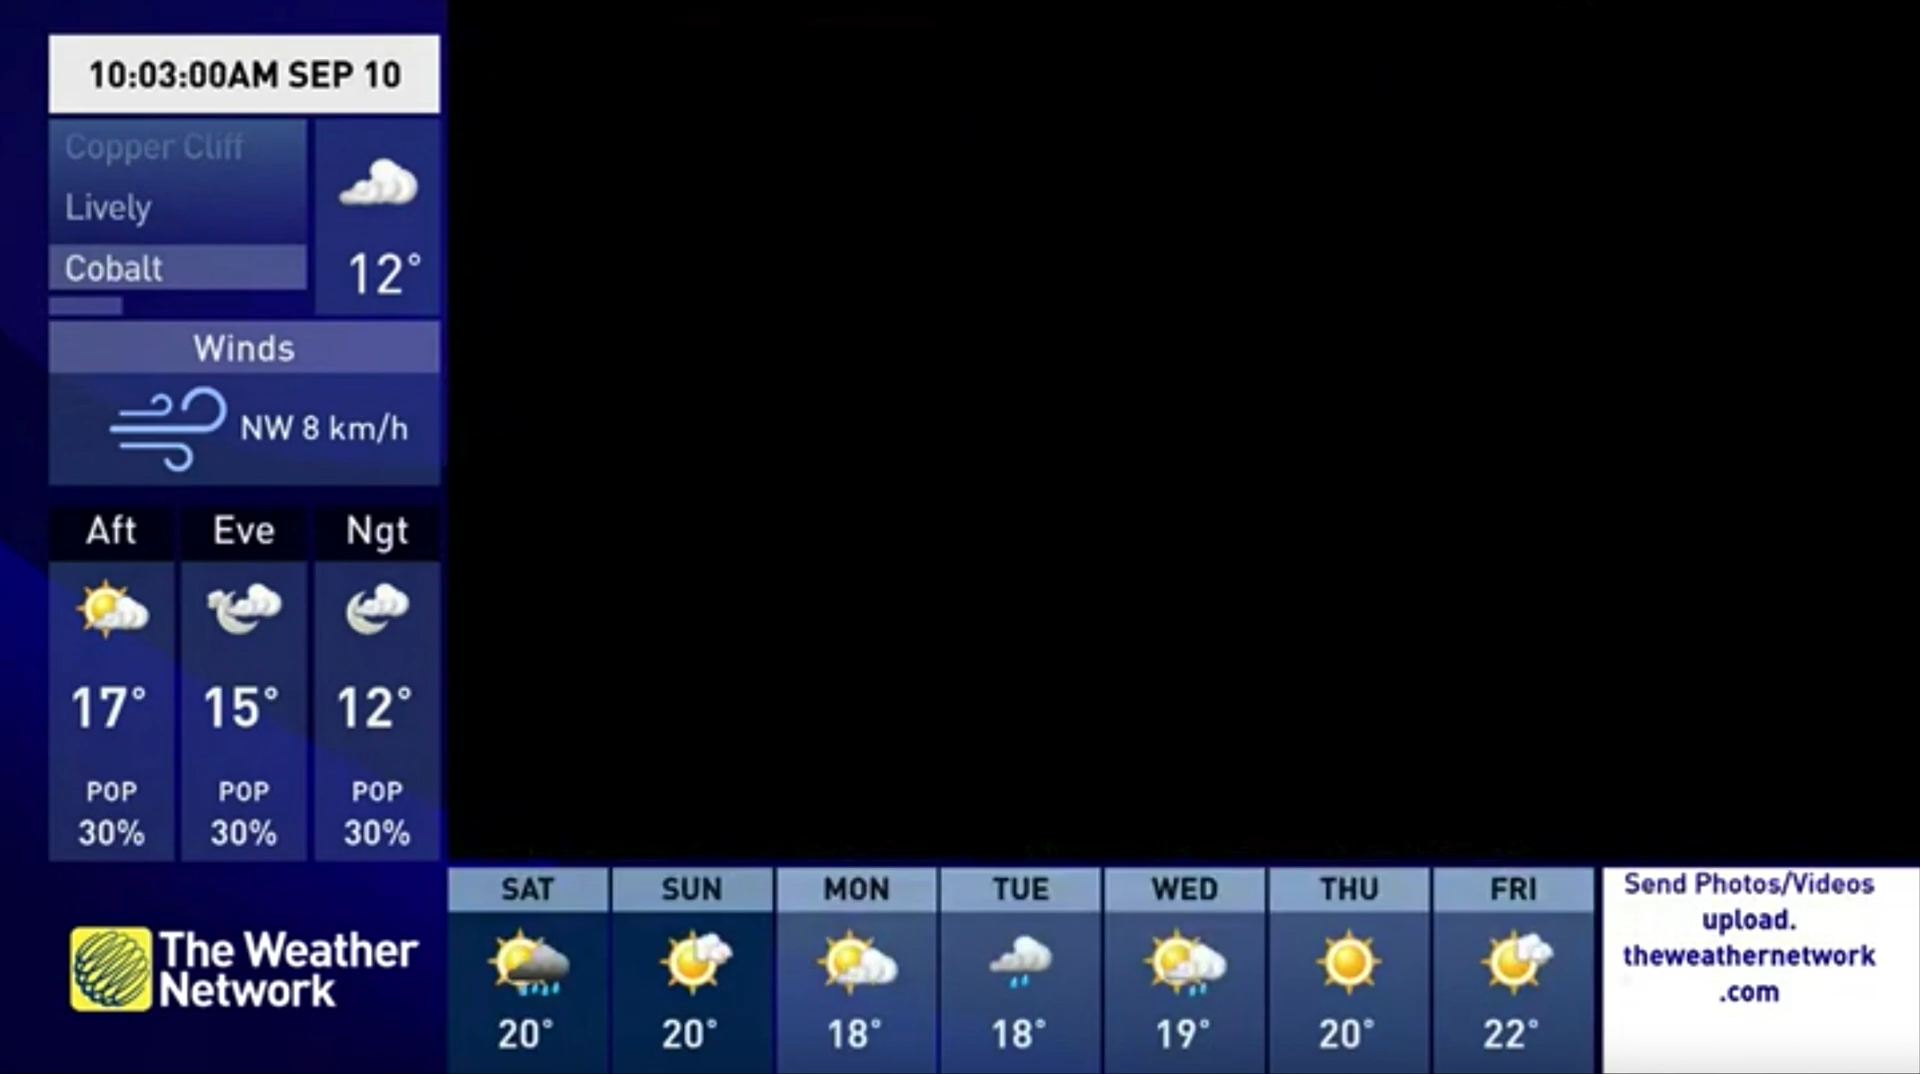 10:03:00AM SEP 10
Copper Cliff
Lively
Cobalt
12°
Winds
NW 8 km/h
Aft Eve Ngt
17° 15° 12°
POP POP POP
30% 30% 30%
The Weather
Network
SAT SUN MON TUE WED THU FRI
20° 20° 18° 18° 19° 20° 22°
Send Photos/Videos
upload.
theweathernetwork
.com